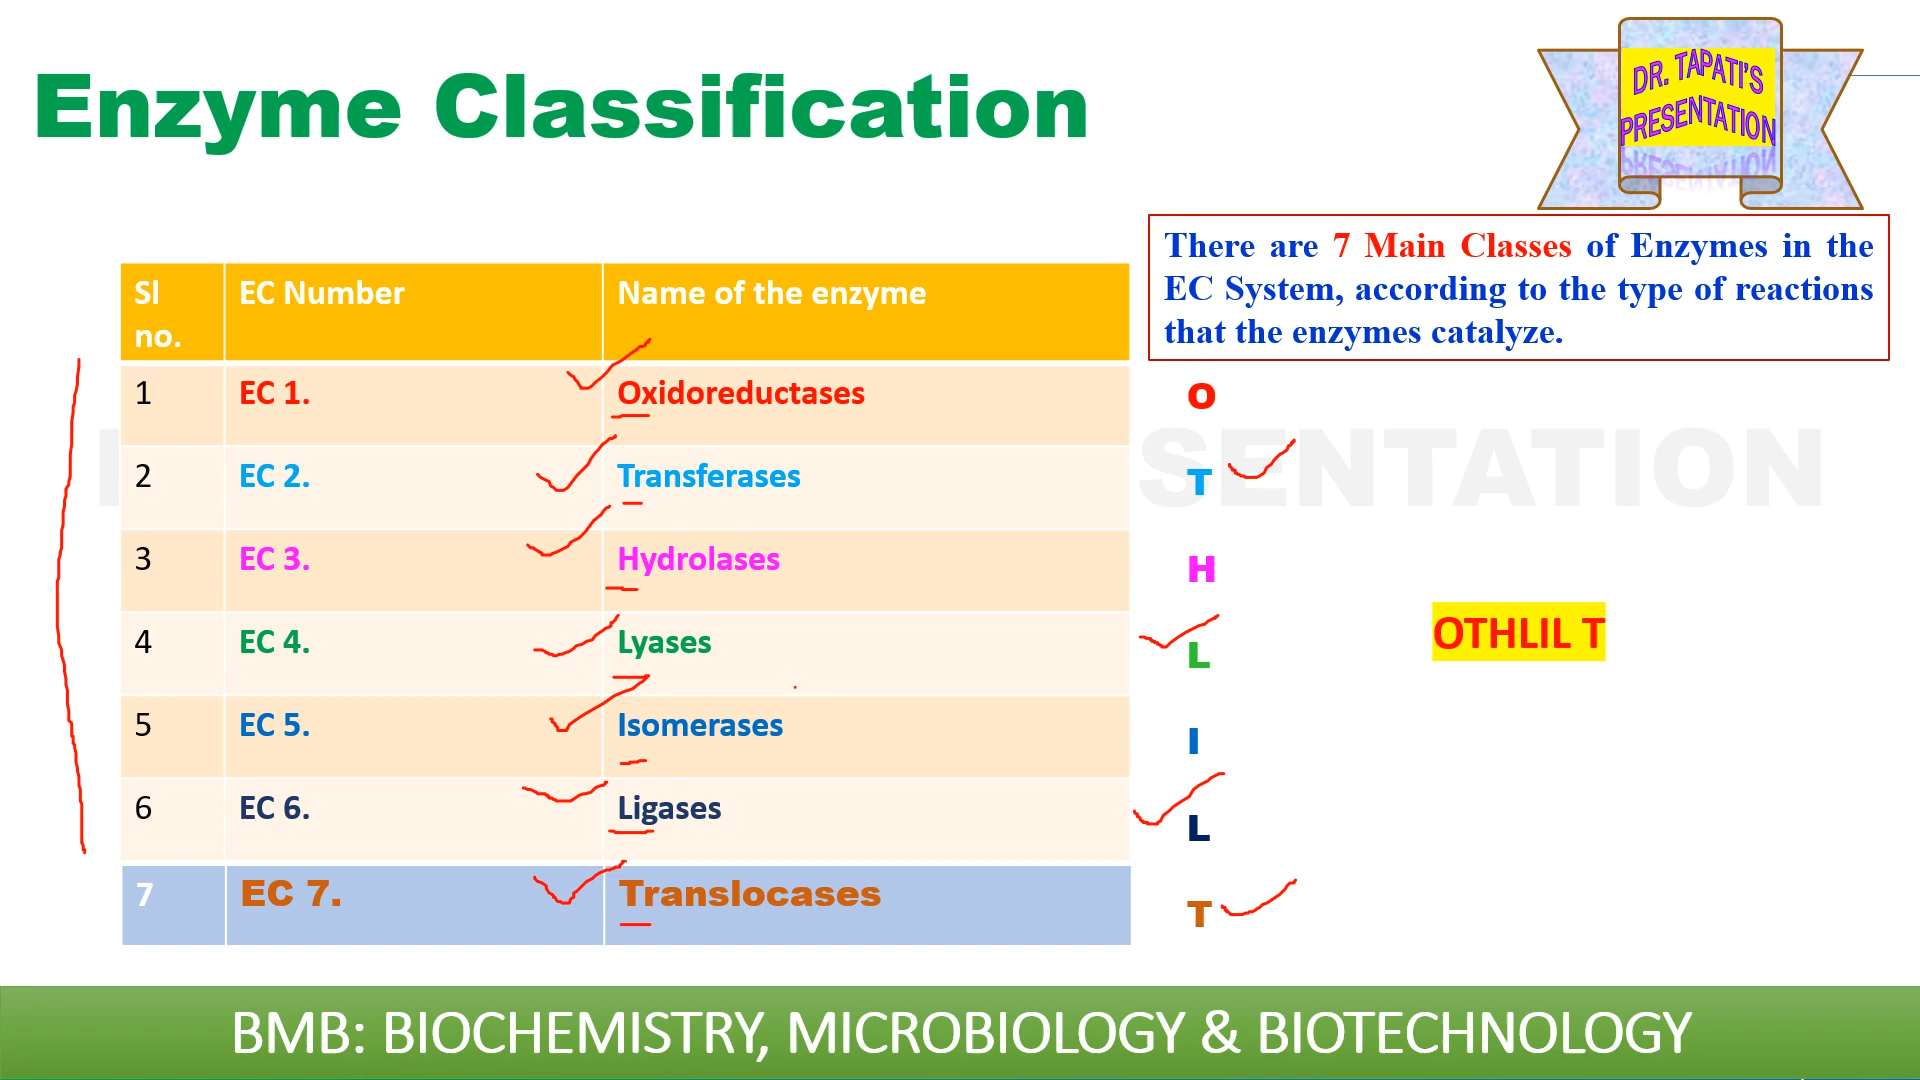 Enzyme Classification
DR. TAPATI'S
PRESENTATION
There are 7 Main Classes of Enzymes in the
EC System, according to the type of reactions
that the enzymes catalyze.
Sl no. EC Number Name of the enzyme
1 EC 1. Oxidoreductases O
2 EC 2. Transferases T
3 EC 3. Hydrolases H
4 EC 4. Lyases L
5 EC 5. Isomerases I
6 EC 6. Ligases L
7 EC 7. Translocases T
OTHLIL T
BMB: BIOCHEMISTRY, MICROBIOLOGY & BIOTECHNOLOGY